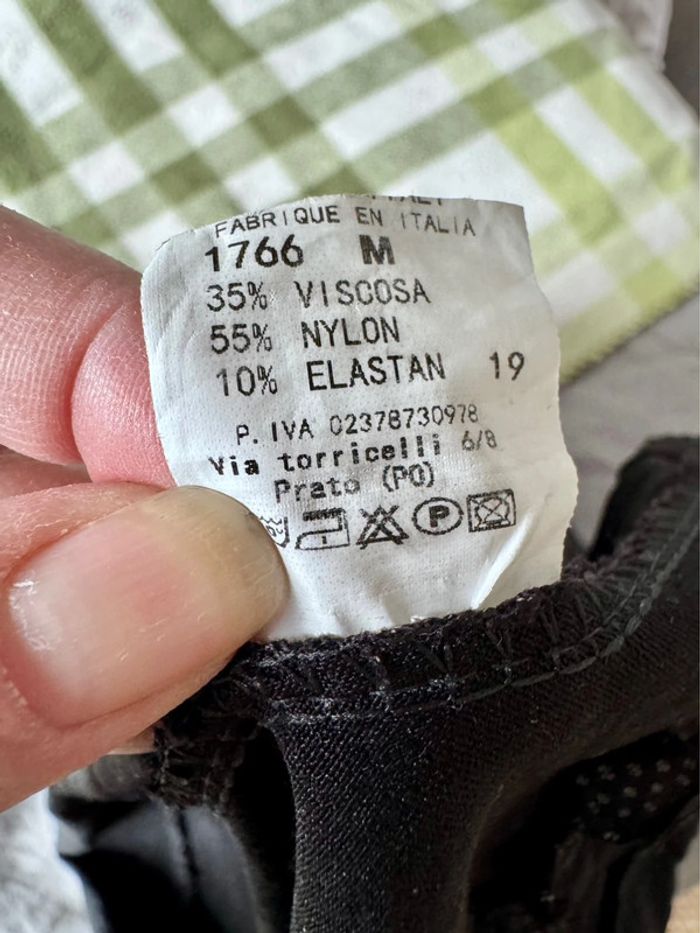 FABRIQUE EN ITALIA
1766 M
35% VISCOSA
55% NYLON
10% ELASTAN 19
P. IVA 02378730978
Via torricelli 6/8
Prato (PO)
P